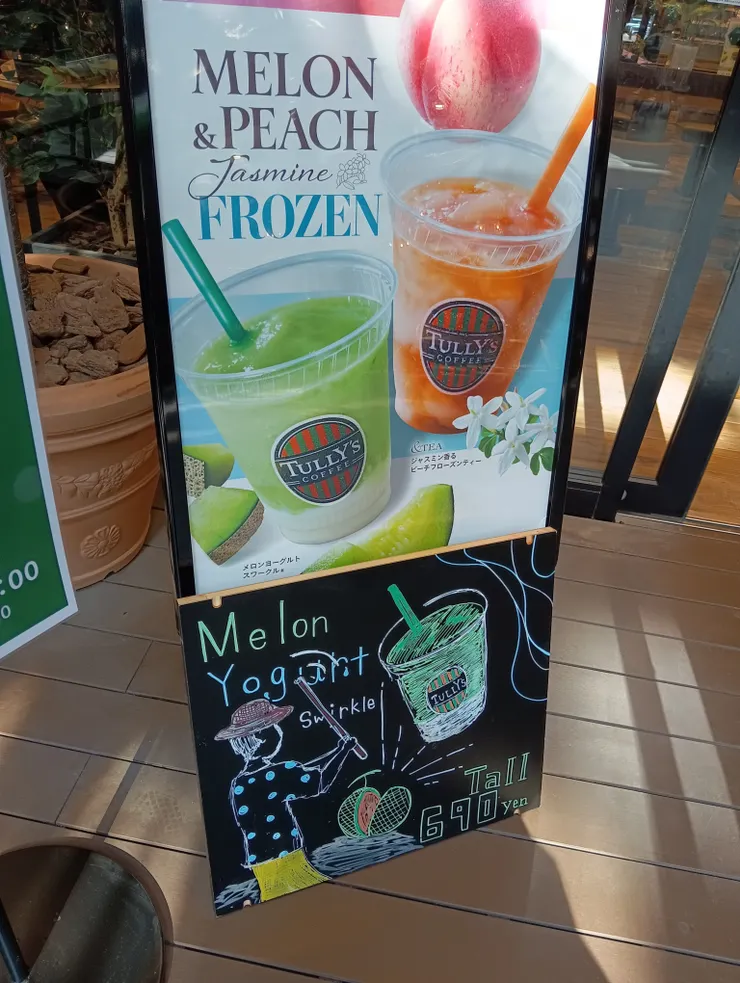 MELON
&PEACH
Jasmine
FROZEN
TULLY'S
COFFEE
TULLY'S
COFFEE
&TEA
ジャスミン香る
ピーチフローズンティー
メロンヨーグルト
スワークル®
Melon
Yogurt
Swirkle
TULLY'S
Tall
690 yen
:00
0